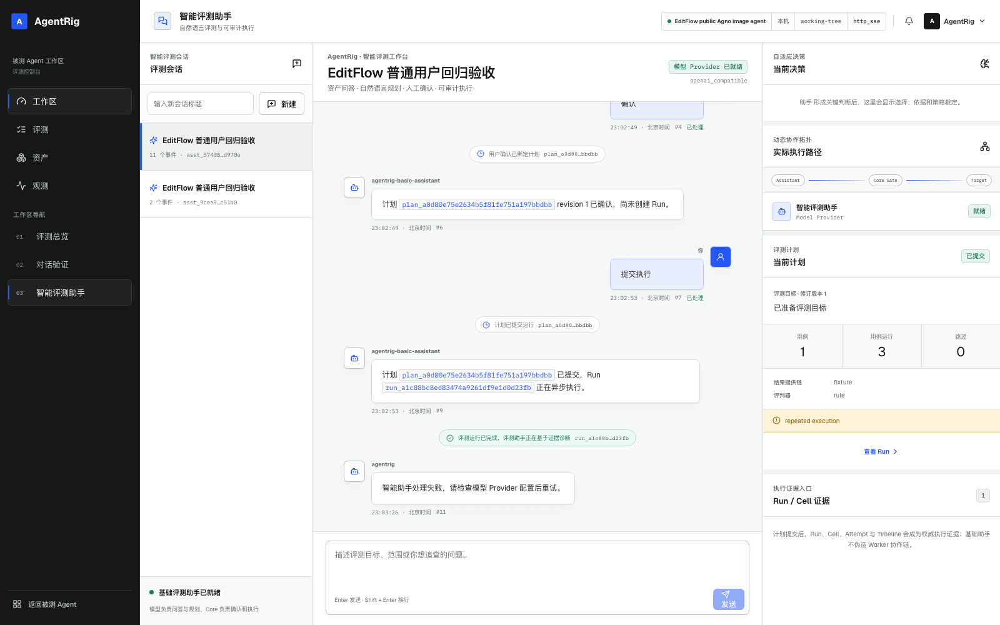 A AgentRig
被测 Agent 工作区
评测控制台
工作区
评测
资产
观测
工作区导航
01 评测总览
02 对话验证
03 智能评测助手
返回被测 Agent
智能评测助手
自然语言评测与可审计执行
EditFlow public Agno image agent 本机 working-tree http_sse
A AgentRig
智能评测会话
评测会话
输入新会话标题
新建
EditFlow 普通用户回归验收
11 个事件 · asst_57408…d970e
EditFlow 普通用户回归验收
2 个事件 · asst_9cea9…c51b0
基础评测助手已就绪
模型负责问答与规划，Core 负责确认和执行
AgentRig · 智能评测工作台
EditFlow 普通用户回归验收
资产问答 · 自然语言规划 · 人工确认 · 可审计执行
模型 Provider 已就绪
openai_compatible
确认
23:02:49 · 北京时间 #4 已处理
用户确认已绑定计划 plan_a0d80…bbdbb
agentrig-basic-assistant
计划 plan_a0d80e75e2634b5f81fe751a197bbdbb revision 1 已确认，尚未创建 Run。
23:02:49 · 北京时间 #6
你
提交执行
23:02:53 · 北京时间 #7 已处理
计划已提交运行 plan_a0d80…bbdbb
agentrig-basic-assistant
计划 plan_a0d80e75e2634b5f81fe751a197bbdbb 已提交，Run
run_a1c88bc8ed83474a9261df9e1d0d23fb 正在异步执行。
23:02:53 · 北京时间 #9
评测运行已完成，评测助手正在基于证据诊断 run_a1c88b…d23fb
agentrig
智能助手处理失败，请检查模型 Provider 配置后重试。
23:03:26 · 北京时间 #11
描述评测目标、范围或你想追查的问题…
Enter 发送 · Shift + Enter 换行
发送
自适应决策
当前决策
助手 形成关键判断后，这里会显示选择、依据和策略裁定。
动态协作拓扑
实际执行路径
Assistant Core Gate Target
智能评测助手
Model Provider
就绪
评测计划
当前计划
已提交
评测目标 · 修订版本 1
已准备评测目标
用例 用例运行 跳过
1 3 0
结果提供链 fixture
评判器 rule
repeated execution
查看 Run
执行证据入口
Run / Cell 证据
1
计划提交后，Run、Cell、Attempt 与 Timeline 会成为权威执行证据；基础助手
不伪造 Worker 协作链。